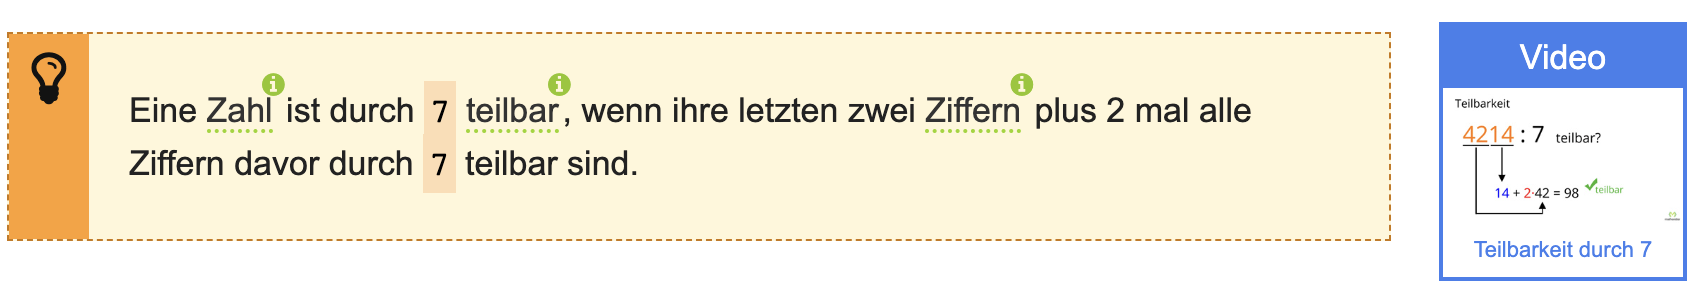 Eine Zahl ist durch 7 teilbar, wenn ihre letzten zwei Ziffern plus 2 mal alle
Ziffern davor durch 7 teilbar sind.
Video
Teilbarkeit
4214 : 7 teilbar?
14 + 2·42 = 98 teilbar
Teilbarkeit durch 7